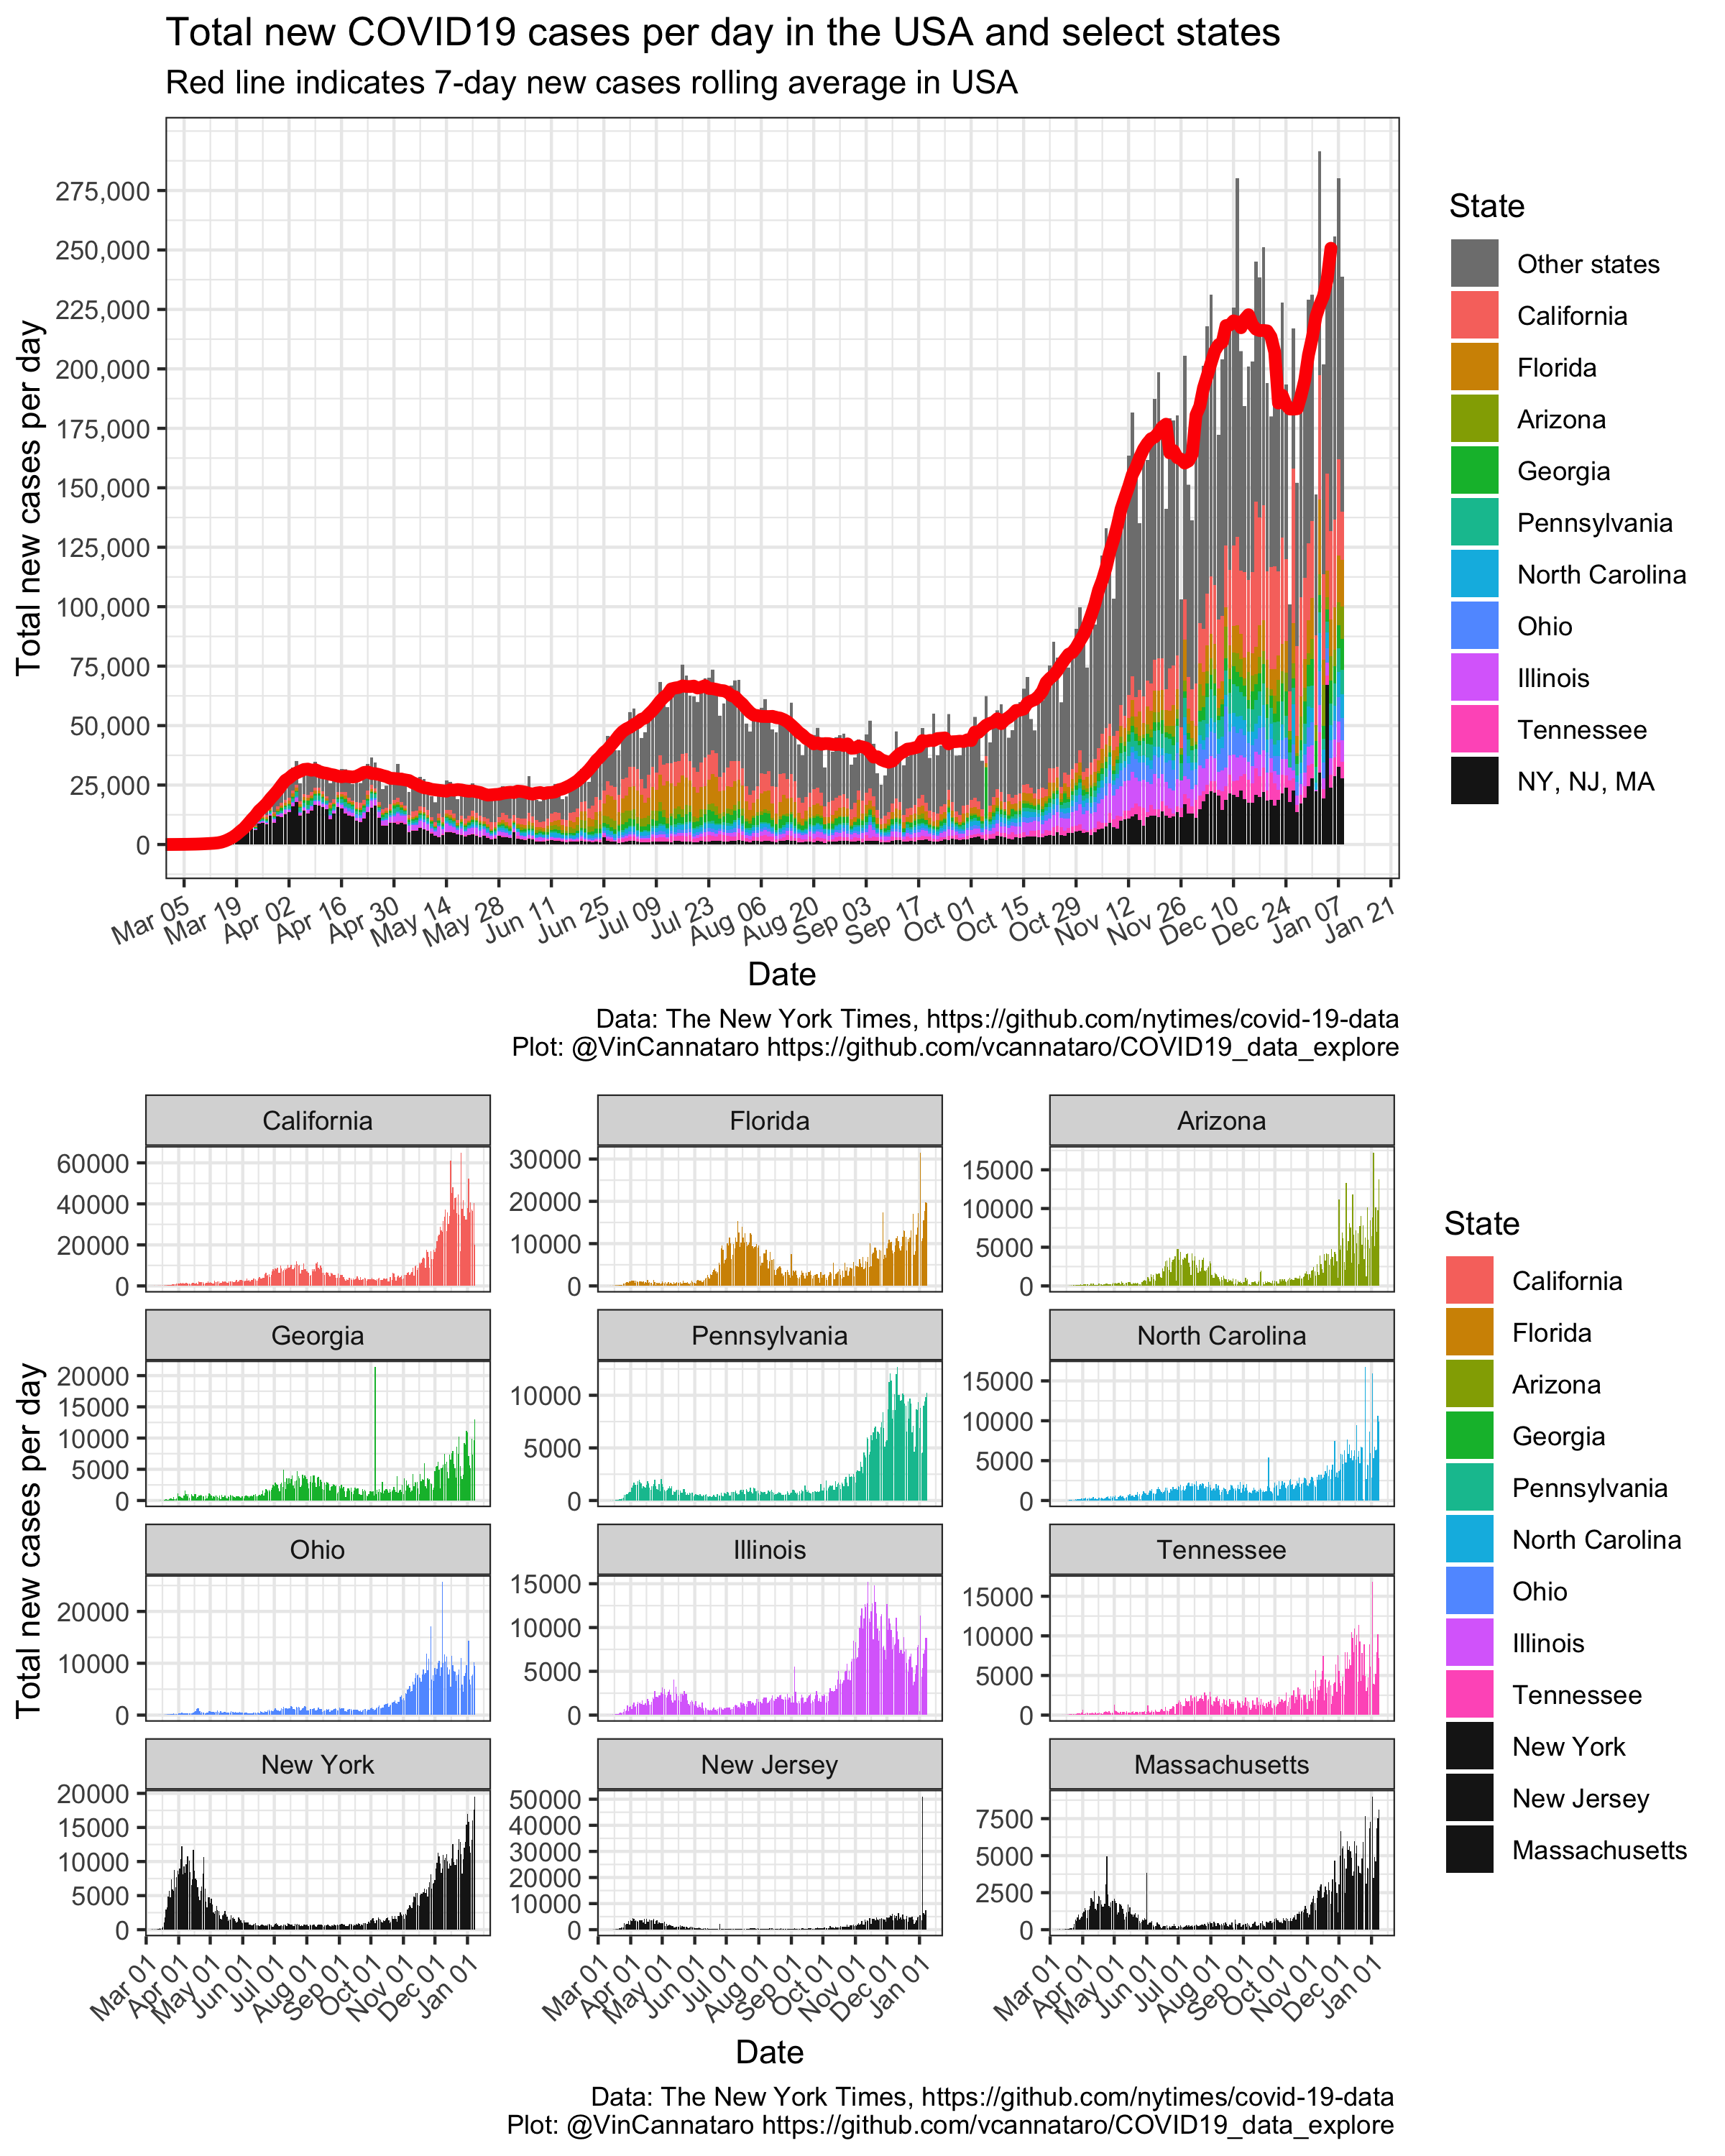 Total new COVID19 cases per day in the USA and select states
Red line indicates 7-day new cases rolling average in USA
Total new cases per day
275,000
250,000
225,000
200,000
175,000
150,000
125,000
100,000
75,000
50,000
25,000
0
Mar 05
Mar 19
Apr 02
Apr 16
Apr 30
May 14
May 28
Jun 11
Jun 25
Jul 09
Jul 23
Aug 06
Aug 20
Sep 03
Sep 17
Oct 01
Oct 15
Oct 29
Nov 12
Nov 26
Dec 10
Dec 24
Jan 07
Jan 21
Date
State
Other states
California
Florida
Arizona
Georgia
Pennsylvania
North Carolina
Ohio
Illinois
Tennessee
NY, NJ, MA
Data: The New York Times, https://github.com/nytimes/covid-19-data
Plot: @VinCannataro https://github.com/vcannataro/COVID19_data_explore
Total new cases per day
California
60000
40000
20000
0
Florida
30000
20000
10000
0
Arizona
15000
10000
5000
0
Georgia
20000
15000
10000
5000
0
Pennsylvania
10000
5000
0
North Carolina
15000
10000
5000
0
Ohio
20000
10000
0
Illinois
15000
10000
5000
0
Tennessee
15000
10000
5000
0
New York
20000
15000
10000
5000
0
Mar 01
Apr 01
May 01
Jun 01
Jul 01
Aug 01
Sep 01
Oct 01
Nov 01
Dec 01
Jan 01
New Jersey
50000
40000
30000
20000
10000
0
Mar 01
Apr 01
May 01
Jun 01
Jul 01
Aug 01
Sep 01
Oct 01
Nov 01
Dec 01
Jan 01
Massachusetts
7500
5000
2500
0
Mar 01
Apr 01
May 01
Jun 01
Jul 01
Aug 01
Sep 01
Oct 01
Nov 01
Dec 01
Jan 01
Date
State
California
Florida
Arizona
Georgia
Pennsylvania
North Carolina
Ohio
Illinois
Tennessee
New York
New Jersey
Massachusetts
Data: The New York Times, https://github.com/nytimes/covid-19-data
Plot: @VinCannataro https://github.com/vcannataro/COVID19_data_explore